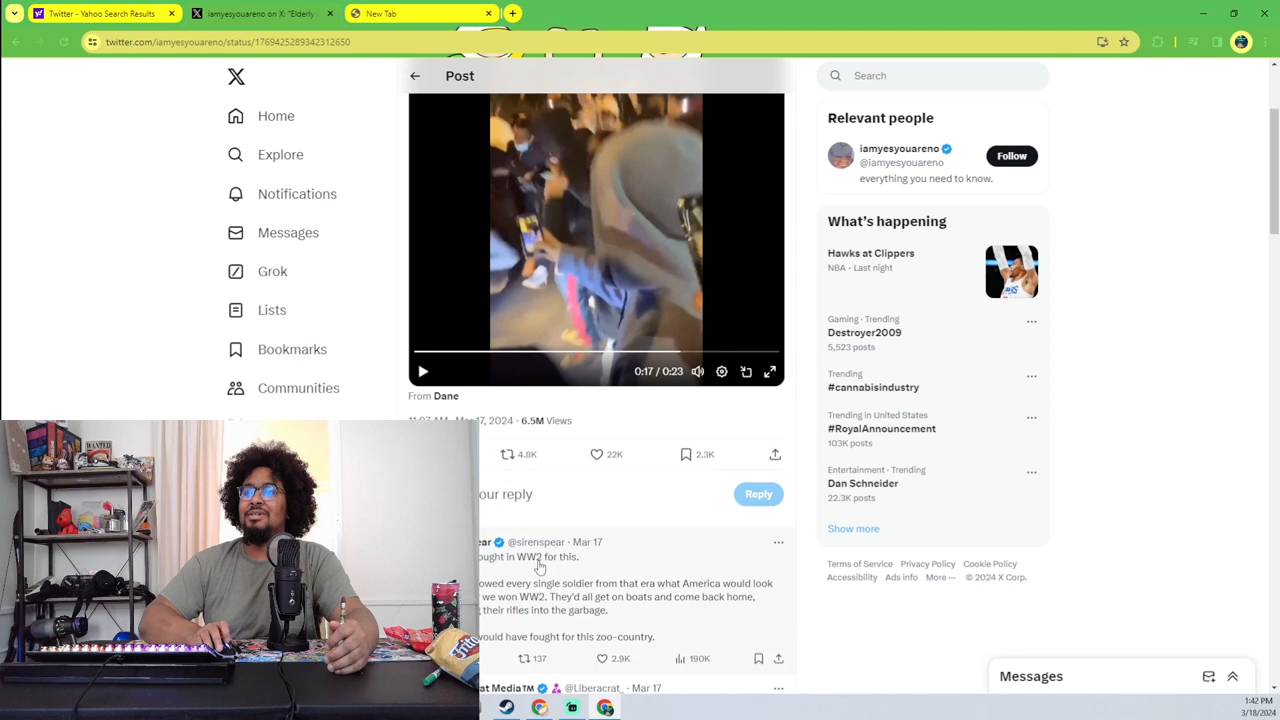 Twitter - Yahoo Search Results
iamyesyouareno on X: "Elderly
New Tab
twitter.com/iamyesyouareno/status/1769425289342312650
Home
Explore
Notifications
Messages
Grok
Lists
Bookmarks
Communities
Post
0:17 / 0:23
From Dane
11:07 AM · Mar 17, 2024 · 6.5M Views
4.8K
22K
2.3K
our reply
Reply
ear @sirenspear · Mar 17
ought in WW2 for this.
owed every single soldier from that era what America would look
we won WW2. They'd all get on boats and come back home,
their rifles into the garbage.
would have fought for this zoo-country.
137
2.9K
190K
at Media™ @Liberacrat_ · Mar 17
Search
Relevant people
iamyesyouareno
@iamyesyouareno
everything you need to know.
Follow
What's happening
Hawks at Clippers
NBA · Last night
Gaming · Trending
Destroyer2009
5,523 posts
Trending
#cannabisindustry
Trending in United States
#RoyalAnnouncement
103K posts
Entertainment · Trending
Dan Schneider
22.3K posts
Show more
Terms of Service Privacy Policy Cookie Policy
Accessibility Ads info More ··· © 2024 X Corp.
Messages
WANTED
1:42 PM
3/18/2024